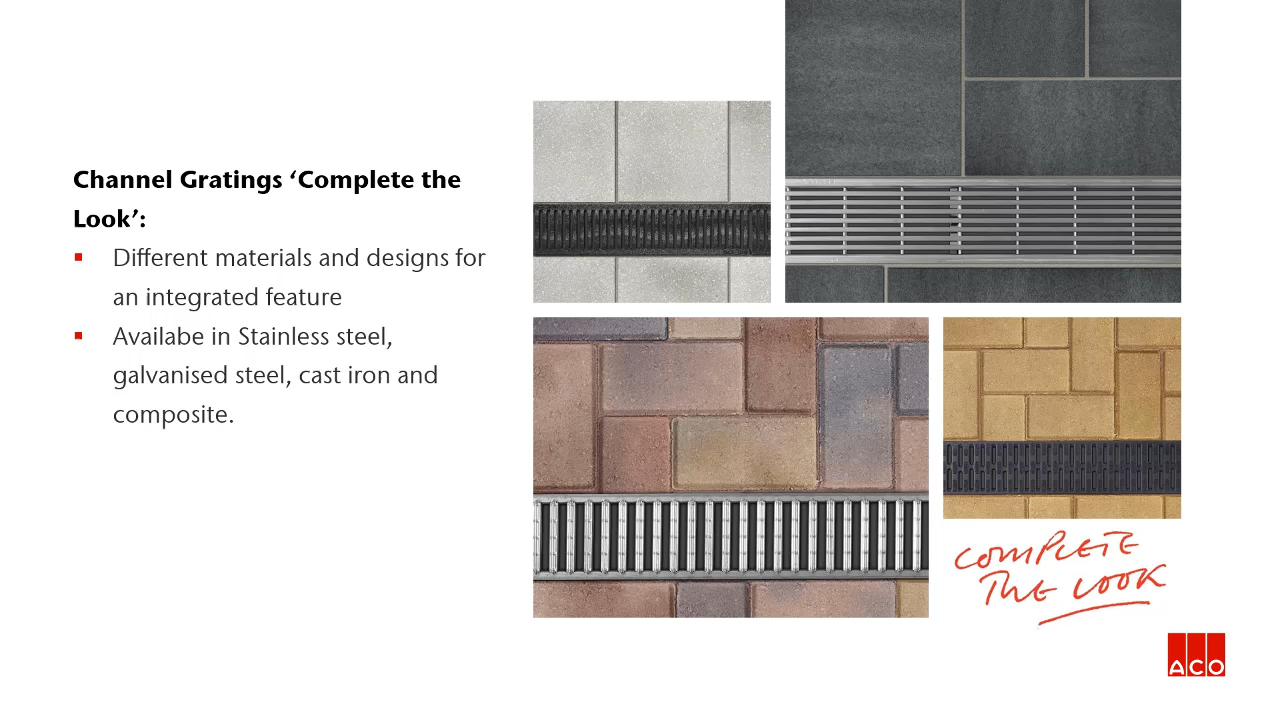 Channel Gratings ‘Complete the
Look’:
Different materials and designs for
an integrated feature
Availabe in Stainless steel,
galvanised steel, cast iron and
composite.
COMPLETE
THE LOOK
ACO